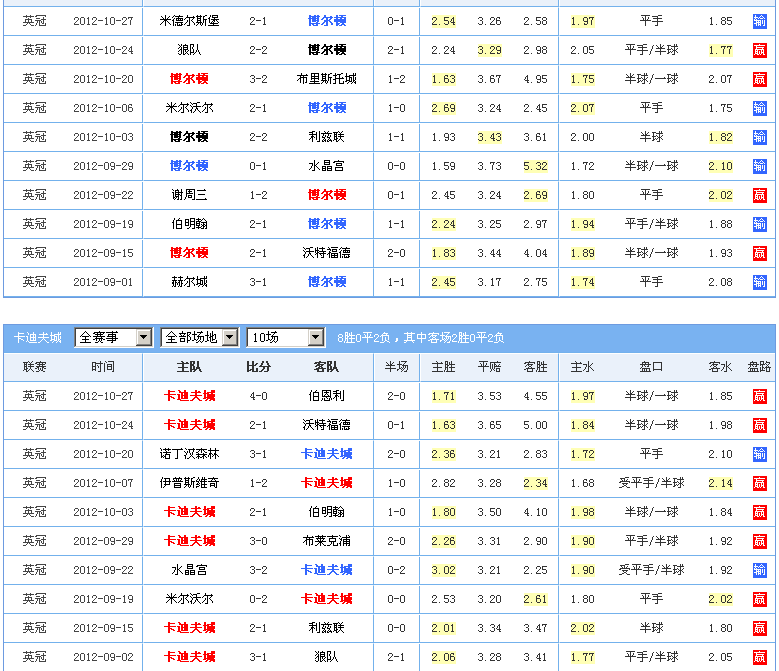 英冠 2012-10-27 米德尔斯堡 2-1 博尔顿 0-1 2.54 3.26 2.58 1.97 平手 1.85 输
英冠 2012-10-24 狼队 2-2 博尔顿 2-1 2.24 3.29 2.98 2.05 平手/半球 1.77 赢
英冠 2012-10-20 博尔顿 3-2 布里斯托城 1-2 1.63 3.67 4.95 1.75 半球/一球 2.07 赢
英冠 2012-10-06 米尔沃尔 2-1 博尔顿 1-0 2.69 3.24 2.45 2.07 平手 1.75 输
英冠 2012-10-03 博尔顿 2-2 利兹联 1-1 1.93 3.43 3.61 2.00 半球 1.82 输
英冠 2012-09-29 博尔顿 0-1 水晶宫 0-0 1.59 3.73 5.32 1.72 半球/一球 2.10 输
英冠 2012-09-22 谢周三 1-2 博尔顿 0-1 2.45 3.24 2.69 1.80 平手 2.02 赢
英冠 2012-09-19 伯明翰 2-1 博尔顿 1-1 2.24 3.25 2.97 1.94 平手/半球 1.88 输
英冠 2012-09-15 博尔顿 2-1 沃特福德 2-0 1.83 3.44 4.04 1.89 半球/一球 1.93 赢
英冠 2012-09-01 赫尔城 3-1 博尔顿 1-1 2.45 3.17 2.75 1.74 平手 2.08 输
卡迪夫城 全赛事 全部场地 10场 8胜0平2负，其中客场2胜0平2负
联赛 时间 主队 比分 客队 半场 主胜 平赔 客胜 主水 盘口 客水 盘路
英冠 2012-10-27 卡迪夫城 4-0 伯恩利 2-0 1.71 3.53 4.55 1.97 半球/一球 1.85 赢
英冠 2012-10-24 卡迪夫城 2-1 沃特福德 0-1 1.63 3.65 5.00 1.84 半球/一球 1.98 赢
英冠 2012-10-20 诺丁汉森林 3-1 卡迪夫城 2-0 2.36 3.21 2.83 1.72 平手 2.10 输
英冠 2012-10-07 伊普斯维奇 1-2 卡迪夫城 1-0 2.82 3.28 2.34 1.68 受平手/半球 2.14 赢
英冠 2012-10-03 卡迪夫城 2-1 伯明翰 1-0 1.80 3.50 4.10 1.98 半球/一球 1.84 赢
英冠 2012-09-29 卡迪夫城 3-0 布莱克浦 2-0 2.26 3.31 2.90 1.90 平手/半球 1.92 赢
英冠 2012-09-22 水晶宫 3-2 卡迪夫城 0-2 3.02 3.21 2.25 1.90 受平手/半球 1.92 输
英冠 2012-09-19 米尔沃尔 0-2 卡迪夫城 0-0 2.53 3.20 2.61 1.80 平手 2.02 赢
英冠 2012-09-15 卡迪夫城 2-1 利兹联 0-0 2.01 3.34 3.47 2.02 半球 1.80 赢
英冠 2012-09-02 卡迪夫城 3-1 狼队 2-1 2.06 3.28 3.41 1.77 平手/半球 2.05 赢